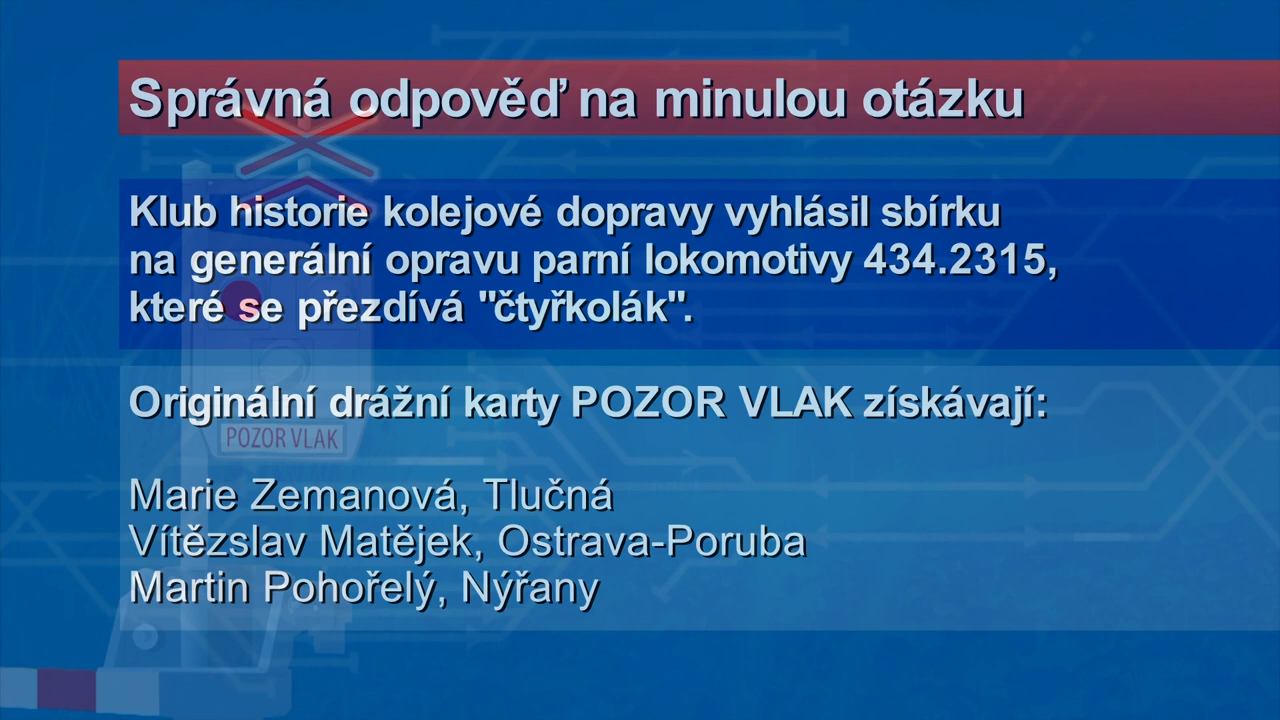 Správná odpověď na minulou otázku
Klub historie kolejové dopravy vyhlásil sbírku
na generální opravu parní lokomotivy 434.2315,
které se přezdívá "čtyřkolák".
Originální drážní karty POZOR VLAK získávají:
POZOR VLAK
Marie Zemanová, Tlučná
Vítězslav Matějek, Ostrava-Poruba
Martin Pohořelý, Nýřany